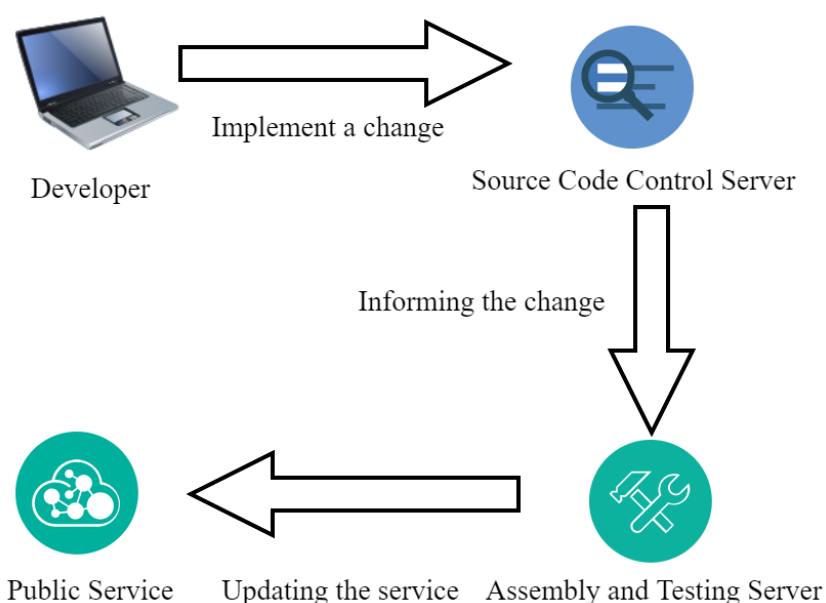 Implement a change
Developer
Source Code Control Server
Informing the change
Public Service
Updating the service
Assembly and Testing Server